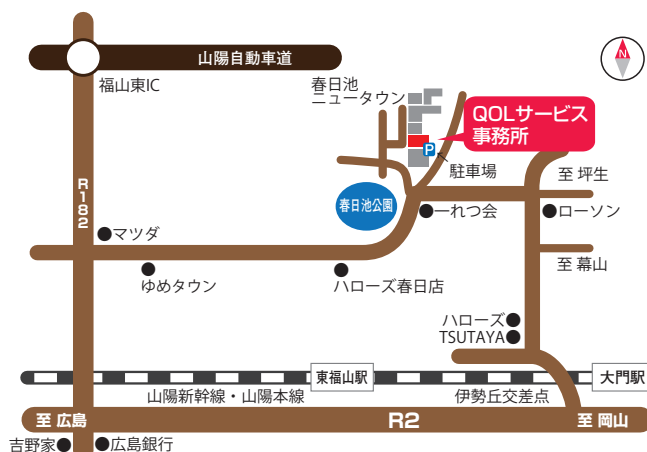 山陽自動車道
福山東IC
春日池
ニュータウン
N
QOLサービス
事務所
P
駐車場
至 坪生
R182
春日池公園
一れつ会
ローソン
マツダ
至 幕山
ゆめタウン
ハローズ春日店
ハローズ
TSUTAYA
東福山駅
大門駅
山陽新幹線・山陽本線
伊勢丘交差点
至 広島
R2
至 岡山
吉野家
広島銀行